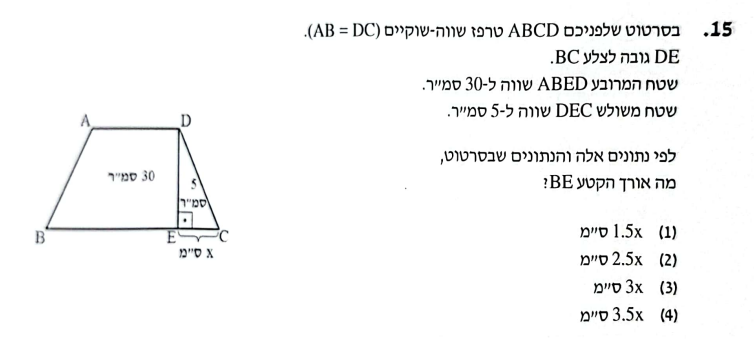 15. בסרטוט שלפניכם ABCD טרפז שווה-שוקיים (AB = DC).
DE גובה לצלע BC.
שטח המרובע ABED שווה ל-30 סמ״ר.
שטח משולש DEC שווה ל-5 סמ״ר.
לפי נתונים אלה והנתונים שבסרטוט,
מה אורך הקטע BE?
(1) 1.5x ס״מ
(2) 2.5x ס״מ
(3) 3x ס״מ
(4) 3.5x ס״מ
A D
30 סמ״ר
5
סמ״ר
B E C
x ס״מ